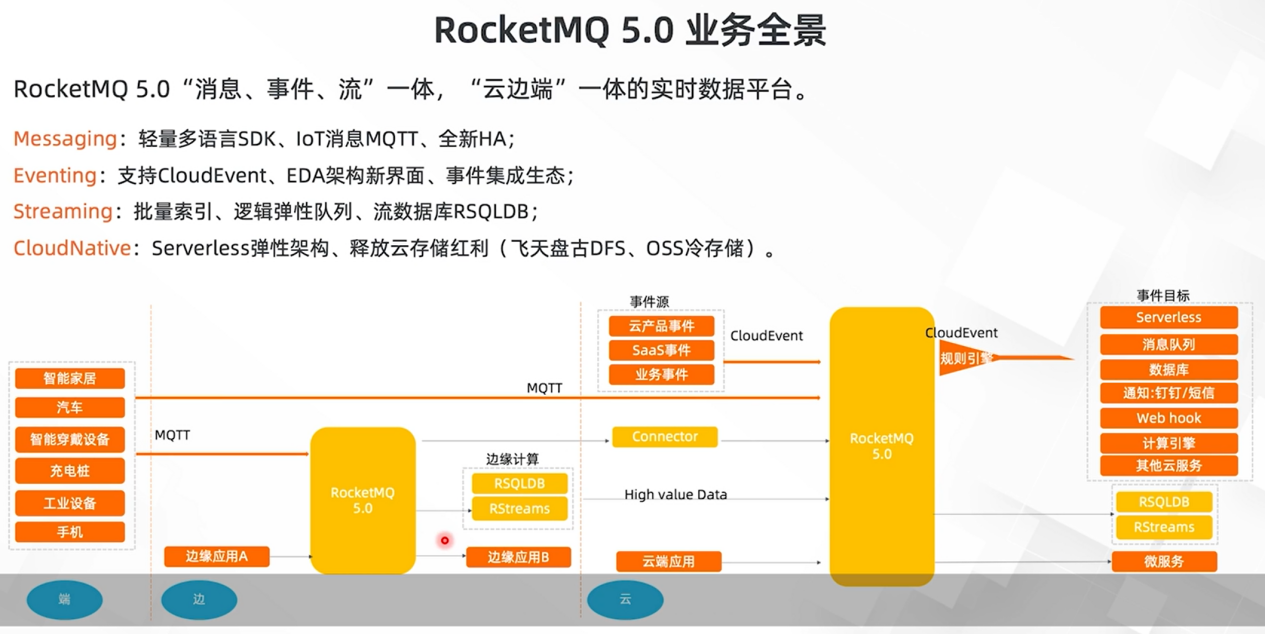 RocketMQ 5.0 业务全景
RocketMQ 5.0“消息、事件、流”一体，“云边端”一体的实时数据平台。
Messaging：轻量多语言SDK、IoT消息MQTT、全新HA；
Eventing：支持CloudEvent、EDA架构新界面、事件集成生态；
Streaming：批量索引、逻辑弹性队列、流数据库RSQLDB；
CloudNative：Serverless弹性架构、释放云存储红利（飞天盘古DFS、OSS冷存储）。
智能家居
汽车
智能穿戴设备
充电桩
工业设备
手机
MQTT
MQTT
RocketMQ
5.0
边缘应用A
边缘计算
RSQLDB
RStreams
边缘应用B
事件源
云产品事件
SaaS事件
业务事件
CloudEvent
Connector
High value Data
云端应用
RocketMQ
5.0
CloudEvent
规则引擎
事件目标
Serverless
消息队列
数据库
通知:钉钉/短信
Web hook
计算引擎
其他云服务
RSQLDB
RStreams
微服务
端
边
云